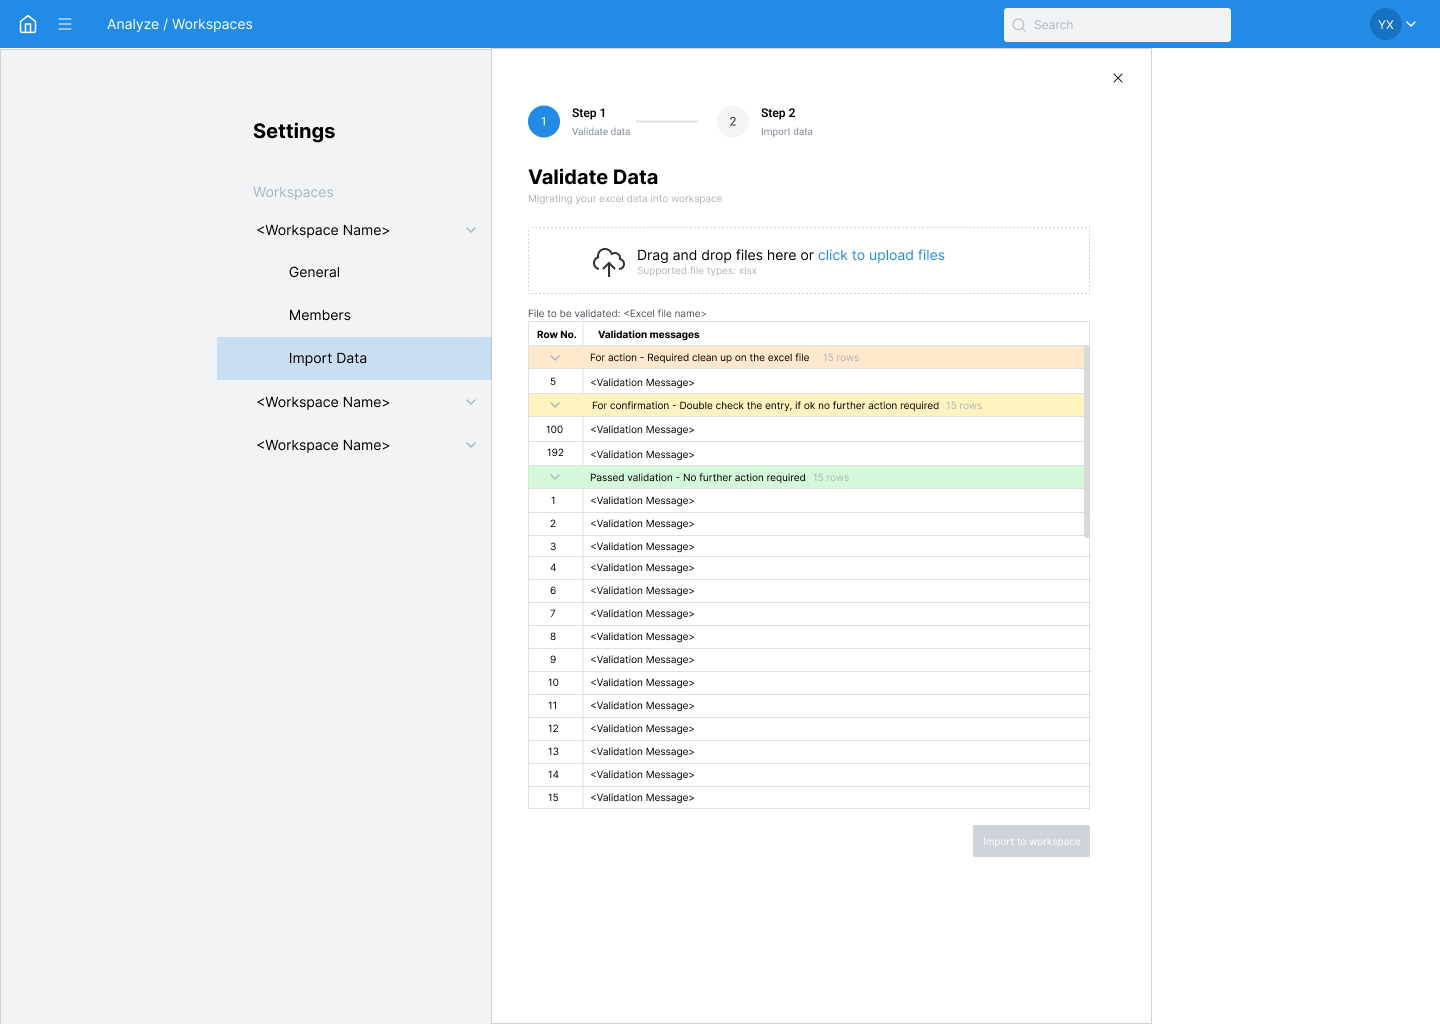 Analyze / Workspaces
Search
YX
Settings
Workspaces
<Workspace Name>
General
Members
Import Data
<Workspace Name>
<Workspace Name>
1
Step 1
Validate data
2
Step 2
Import data
Validate Data
Migrating your excel data into workspace
Drag and drop files here or click to upload files
Supported file types: xlsx
File to be validated: <Excel file name>
Row No. Validation messages
For action - Required clean up on the excel file 15 rows
5 <Validation Message>
For confirmation - Double check the entry, if ok no further action required 15 rows
100 <Validation Message>
192 <Validation Message>
Passed validation - No further action required 15 rows
1 <Validation Message>
2 <Validation Message>
3 <Validation Message>
4 <Validation Message>
6 <Validation Message>
7 <Validation Message>
8 <Validation Message>
9 <Validation Message>
10 <Validation Message>
11 <Validation Message>
12 <Validation Message>
13 <Validation Message>
14 <Validation Message>
15 <Validation Message>
Import to workspace